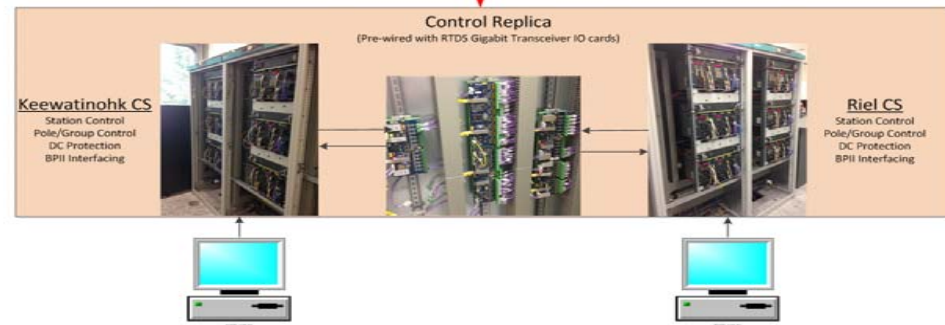 Control Replica
(Pre-wired with RTDS Gigabit Transceiver IO cards)
Keewatinohk CS
Station Control
Pole/Group Control
DC Protection
BPII Interfacing
Riel CS
Station Control
Pole/Group Control
DC Protection
BPII Interfacing